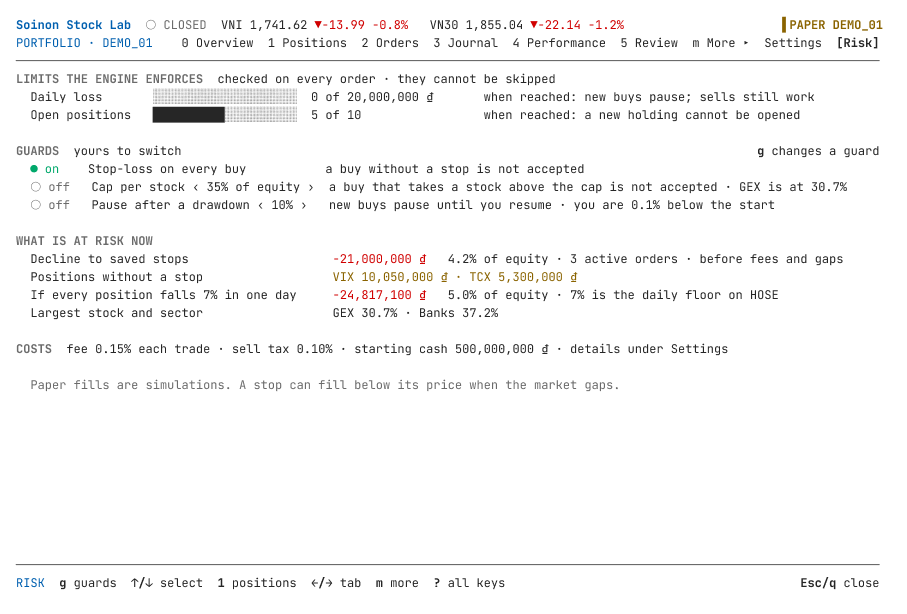 Soinon Stock Lab ○ CLOSED VNI 1,741.62 ▼-13.99 -0.8% VN30 1,855.04 ▼-22.14 -1.2% PAPER DEMO_01
PORTFOLIO · DEMO_01 0 Overview 1 Positions 2 Orders 3 Journal 4 Performance 5 Review m More ▸ Settings [Risk]
LIMITS THE ENGINE ENFORCES checked on every order · they cannot be skipped
Daily loss 0 of 20,000,000 ₫ when reached: new buys pause; sells still work
Open positions 5 of 10 when reached: a new holding cannot be opened
GUARDS yours to switch g changes a guard
● on Stop-loss on every buy a buy without a stop is not accepted
○ off Cap per stock ‹ 35% of equity › a buy that takes a stock above the cap is not accepted · GEX is at 30.7%
○ off Pause after a drawdown ‹ 10% › new buys pause until you resume · you are 0.1% below the start
WHAT IS AT RISK NOW
Decline to saved stops -21,000,000 ₫ 4.2% of equity · 3 active orders · before fees and gaps
Positions without a stop VIX 10,050,000 ₫ · TCX 5,300,000 ₫
If every position falls 7% in one day -24,817,100 ₫ 5.0% of equity · 7% is the daily floor on HOSE
Largest stock and sector GEX 30.7% · Banks 37.2%
COSTS fee 0.15% each trade · sell tax 0.10% · starting cash 500,000,000 ₫ · details under Settings
Paper fills are simulations. A stop can fill below its price when the market gaps.
RISK g guards ↑/↓ select 1 positions ←/→ tab m more ? all keys Esc/q close